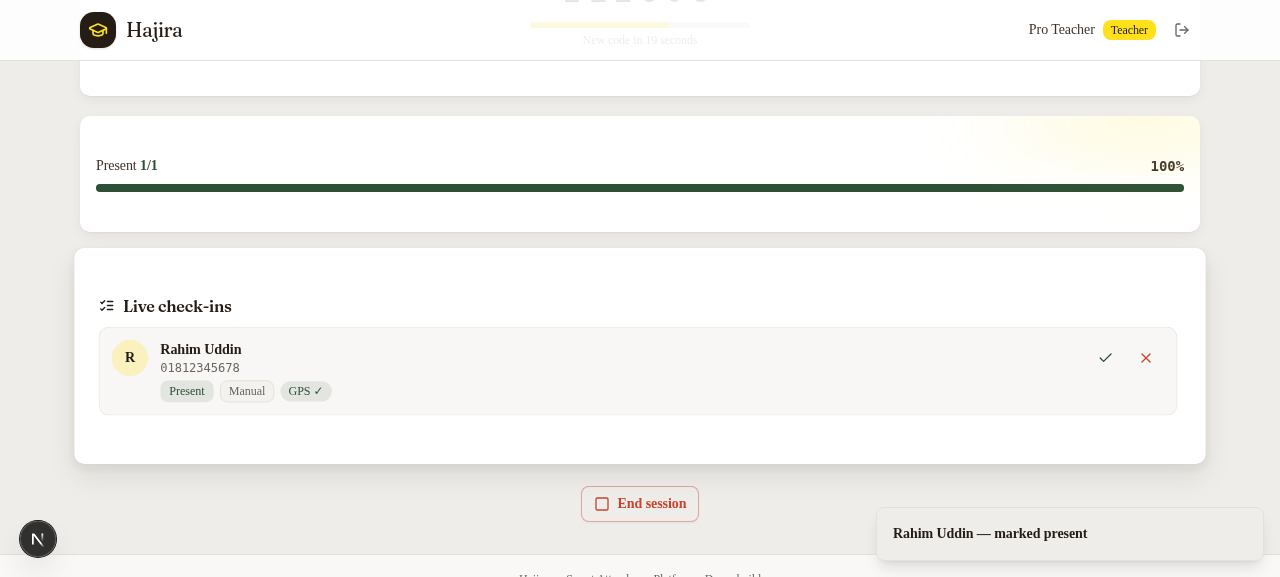 Hajira
New code in 19 seconds
Pro Teacher
Teacher
Present 1/1
100%
Live check-ins
R
Rahim Uddin
01812345678
Present
Manual
GPS ✓
End session
N
Rahim Uddin — marked present